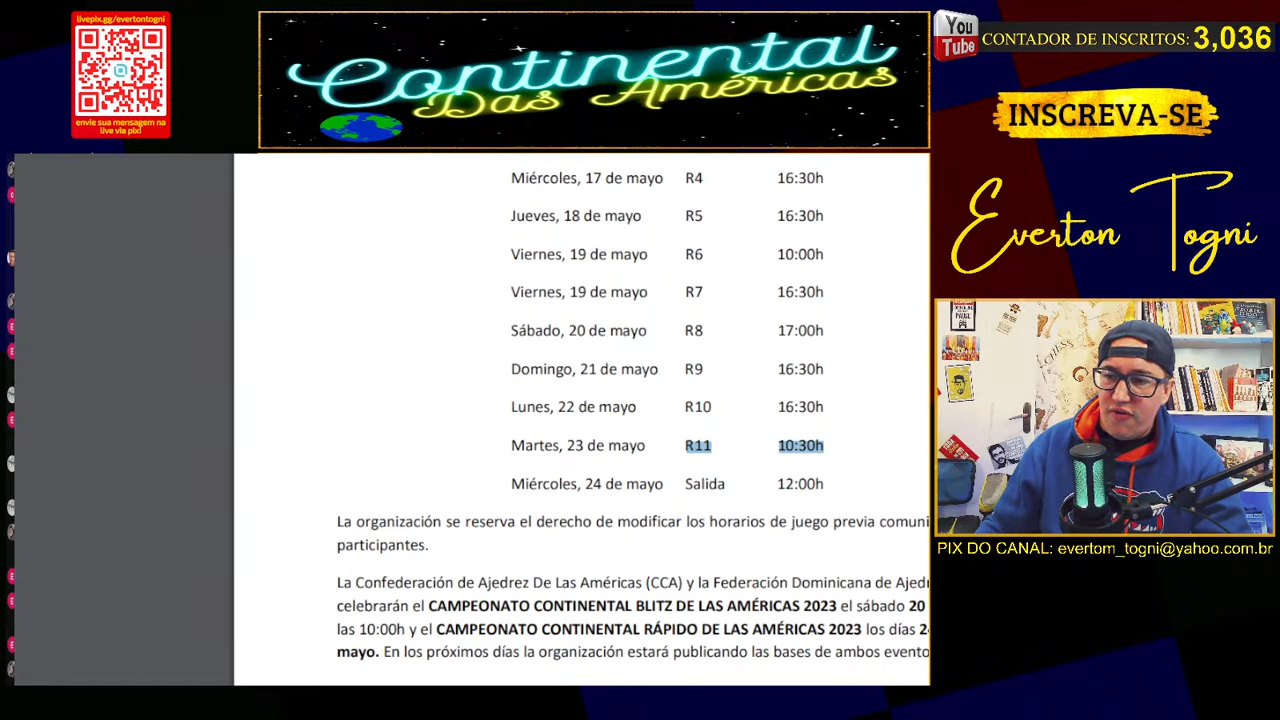 livepix.gg/evertontogni
envie sua mensagem na
live via pix!
Continental
Das Américas
You
Tube
CONTADOR DE INSCRITOS: 3,036
INSCREVA-SE
Everton Togni
Miércoles, 17 de mayo R4 16:30h
Jueves, 18 de mayo R5 16:30h
Viernes, 19 de mayo R6 10:00h
Viernes, 19 de mayo R7 16:30h
Sábado, 20 de mayo R8 17:00h
Domingo, 21 de mayo R9 16:30h
Lunes, 22 de mayo R10 16:30h
Martes, 23 de mayo R11 10:30h
Miércoles, 24 de mayo Salida 12:00h
La organización se reserva el derecho de modificar los horarios de juego previa comuni
participantes.
La Confederación de Ajedrez De Las Américas (CCA) y la Federación Dominicana de Ajedr
celebrarán el CAMPEONATO CONTINENTAL BLITZ DE LAS AMÉRICAS 2023 el sábado 20
las 10:00h y el CAMPEONATO CONTINENTAL RÁPIDO DE LAS AMÉRICAS 2023 los días 2
mayo. En los próximos días la organización estará publicando las bases de ambos evento
CHESS
PIX DO CANAL: evertom_togni@yahoo.com.br